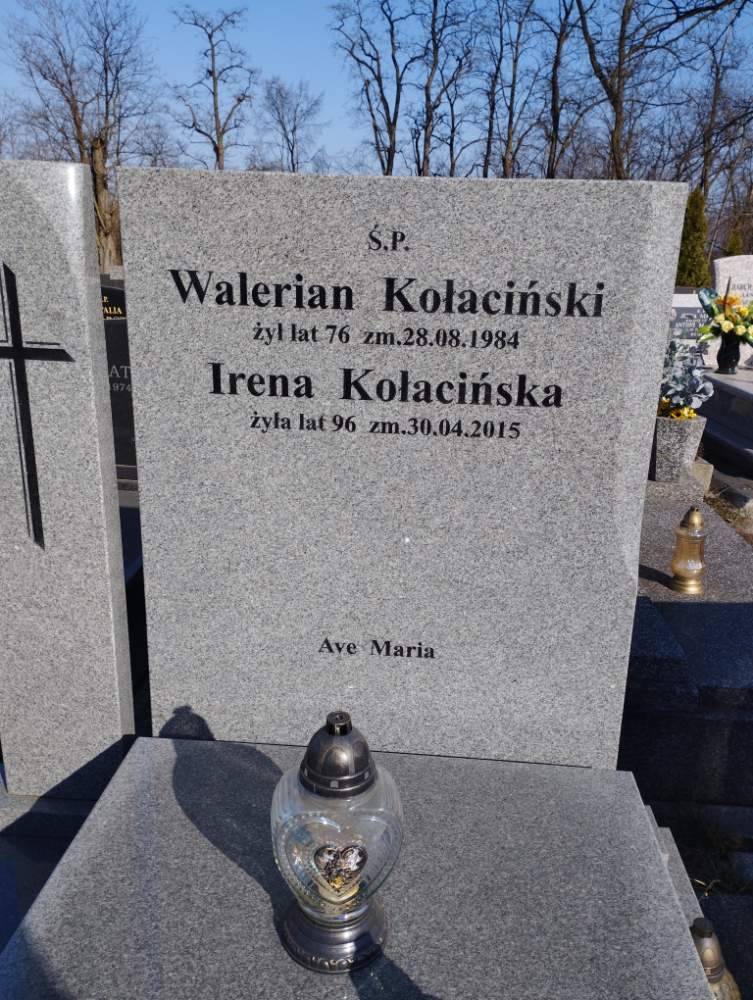 Ś.P.
Walerian Kołaciński
żył lat 76 zm.28.08.1984
Irena Kołacińska
żyła lat 96 zm.30.04.2015
Ave Maria